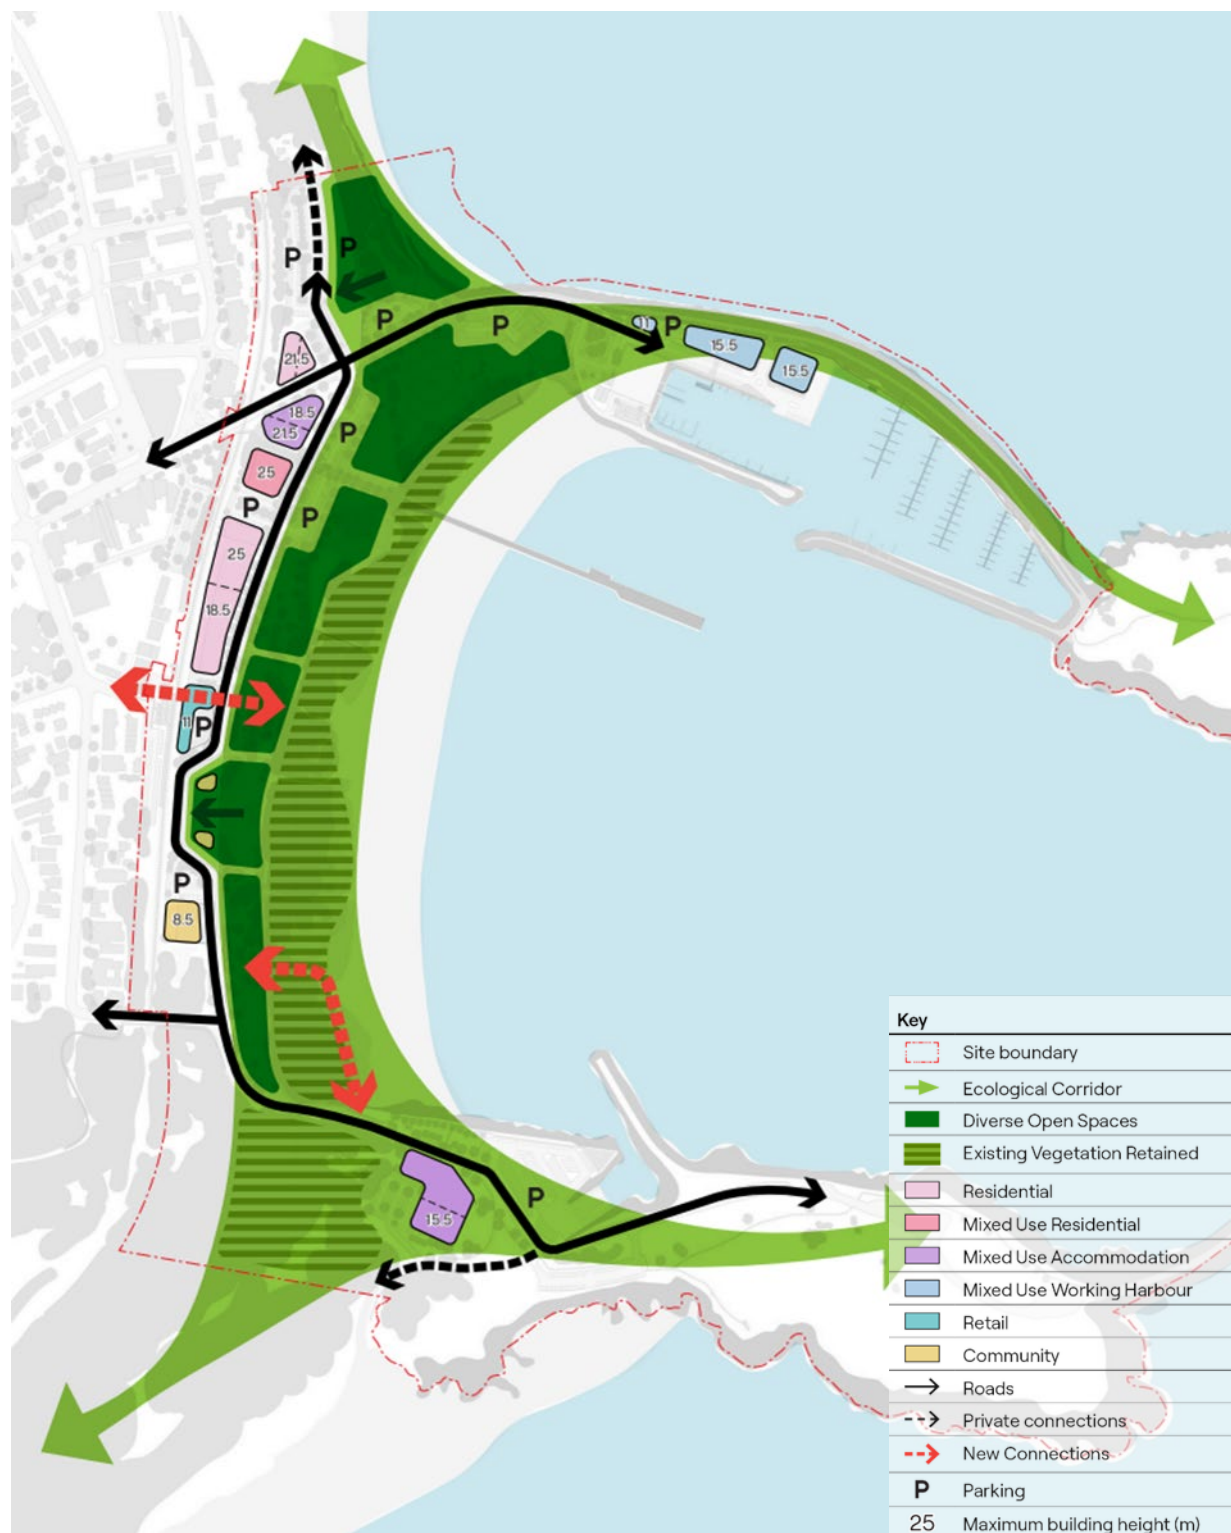 P
P
P
P
11
P
15.5
15.5
21.5
18.5
21.5
P
25
P
P
25
18.5
11
P
P
8.5
15.5
P
Key
Site boundary
Ecological Corridor
Diverse Open Spaces
Existing Vegetation Retained
Residential
Mixed Use Residential
Mixed Use Accommodation
Mixed Use Working Harbour
Retail
Community
Roads
Private connections
New Connections
P Parking
25 Maximum building height (m)